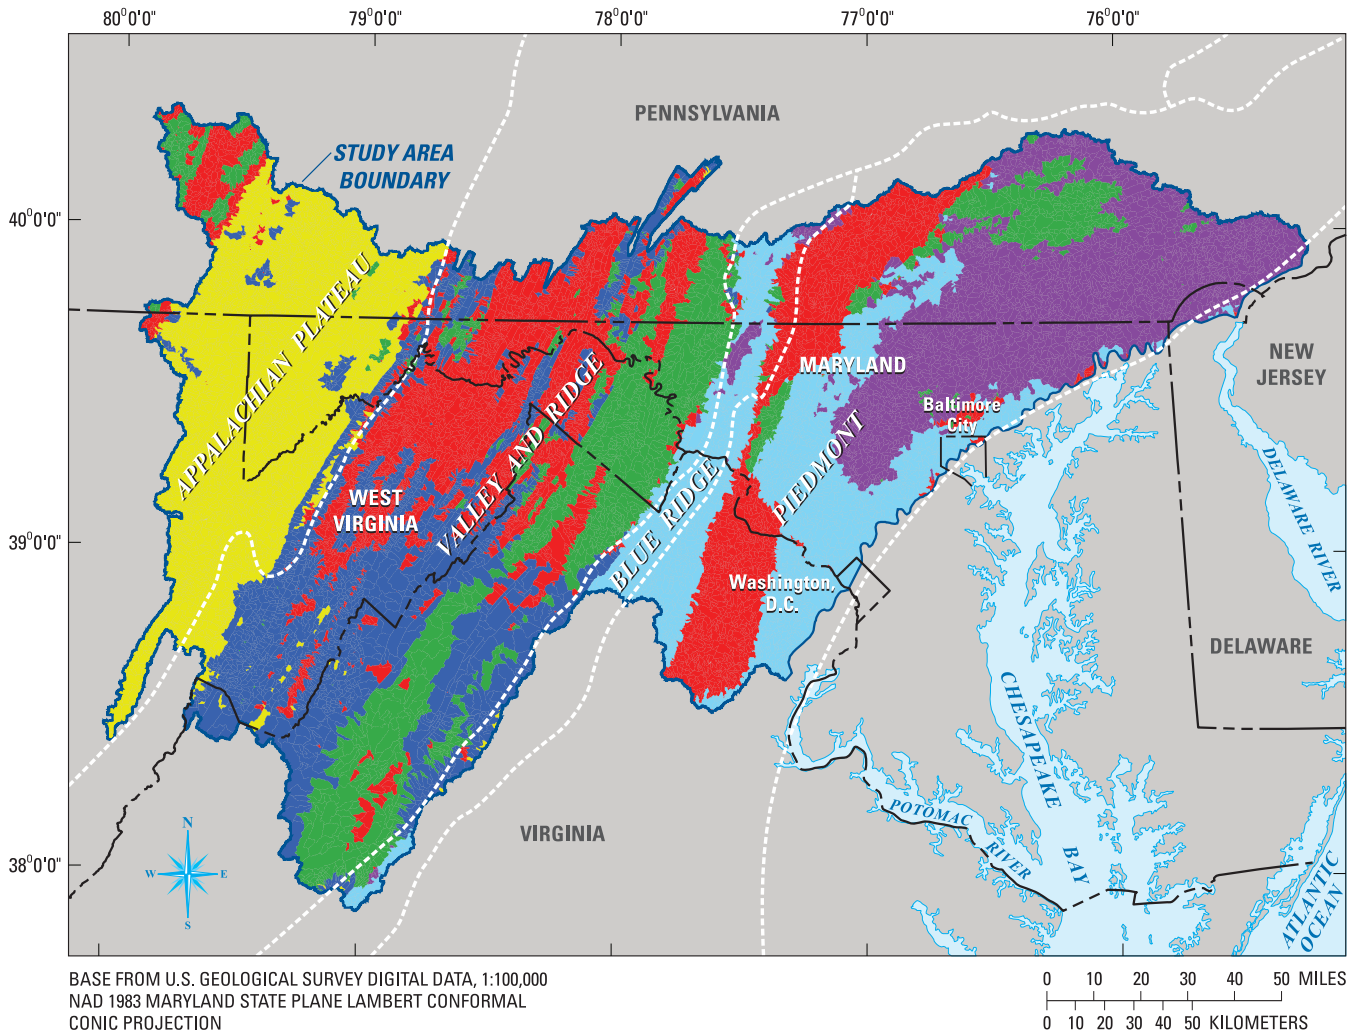 80°0'0"
79°0'0"
78°0'0"
77°0'0"
76°0'0"
PENNSYLVANIA
STUDY AREA
BOUNDARY
40°0'0"
APPALACHIAN PLATEAU
MARYLAND
NEW
JERSEY
Baltimore
City
VALLEY AND RIDGE
WEST
VIRGINIA
BLUE RIDGE
PIEDMONT
DELAWARE RIVER
39°0'0"
Washington,
D.C.
DELAWARE
CHESAPEAKE
BAY
POTOMAC
RIVER
VIRGINIA
38°0'0"
N
W
E
S
ATLANTIC
OCEAN
BASE FROM U.S. GEOLOGICAL SURVEY DIGITAL DATA, 1:100,000
NAD 1983 MARYLAND STATE PLANE LAMBERT CONFORMAL
CONIC PROJECTION
0 10 20 30 40 50 MILES
0 10 20 30 40 50 KILOMETERS